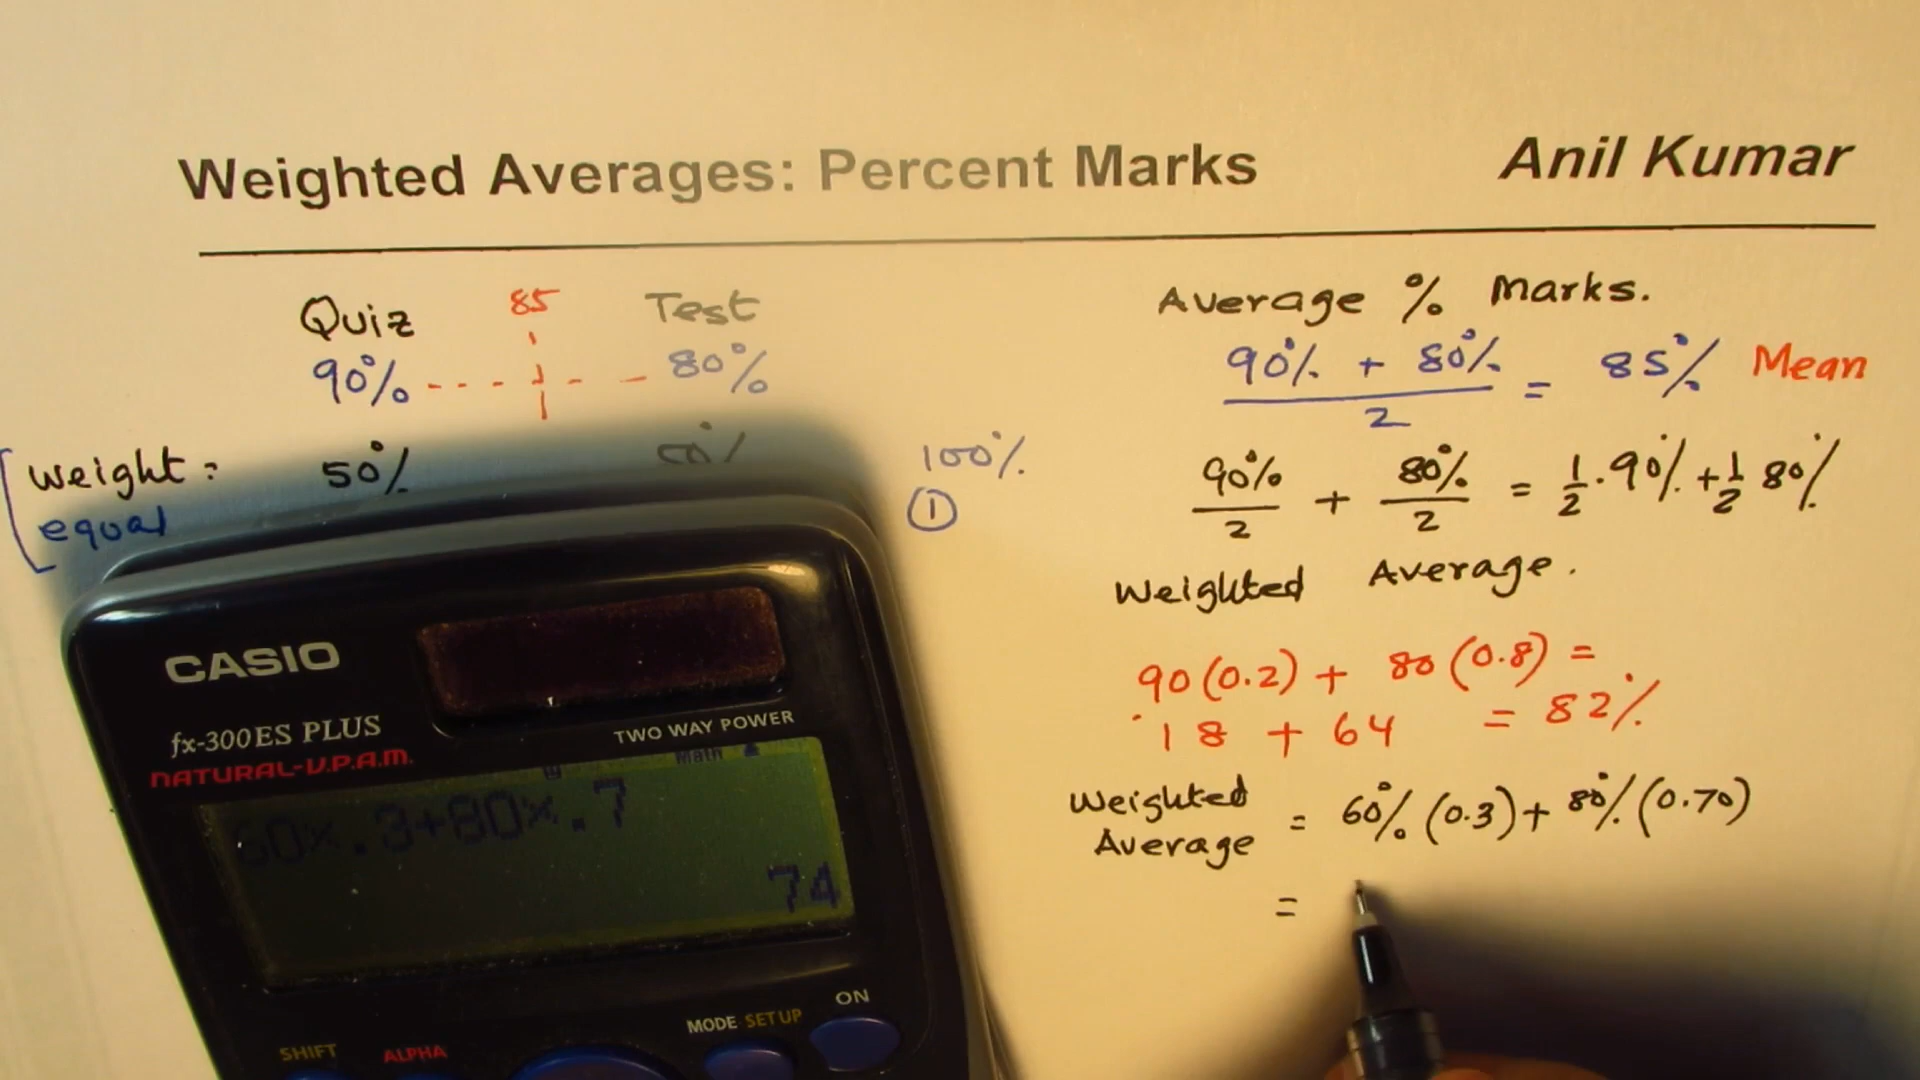 Weighted Averages: Percent Marks
Anil Kumar
Quiz 85 Test
90% 80%
Weight: 50% 50% 100%
equal 1
Average % Marks.
90% + 80% / 2 = 85% Mean
90%/2 + 80%/2 = 1/2 . 90% + 1/2 80%
Weighted Average.
90(0.2) + 80(0.8) =
18 + 64 = 82%
Weighted Average = 60%(0.3) + 80%(0.70)
=
CASIO
fx-300ES PLUS
NATURAL-V.P.A.M.
TWO WAY POWER
Math
60×.3+80×.7
74
SHIFT ALPHA MODE SETUP ON